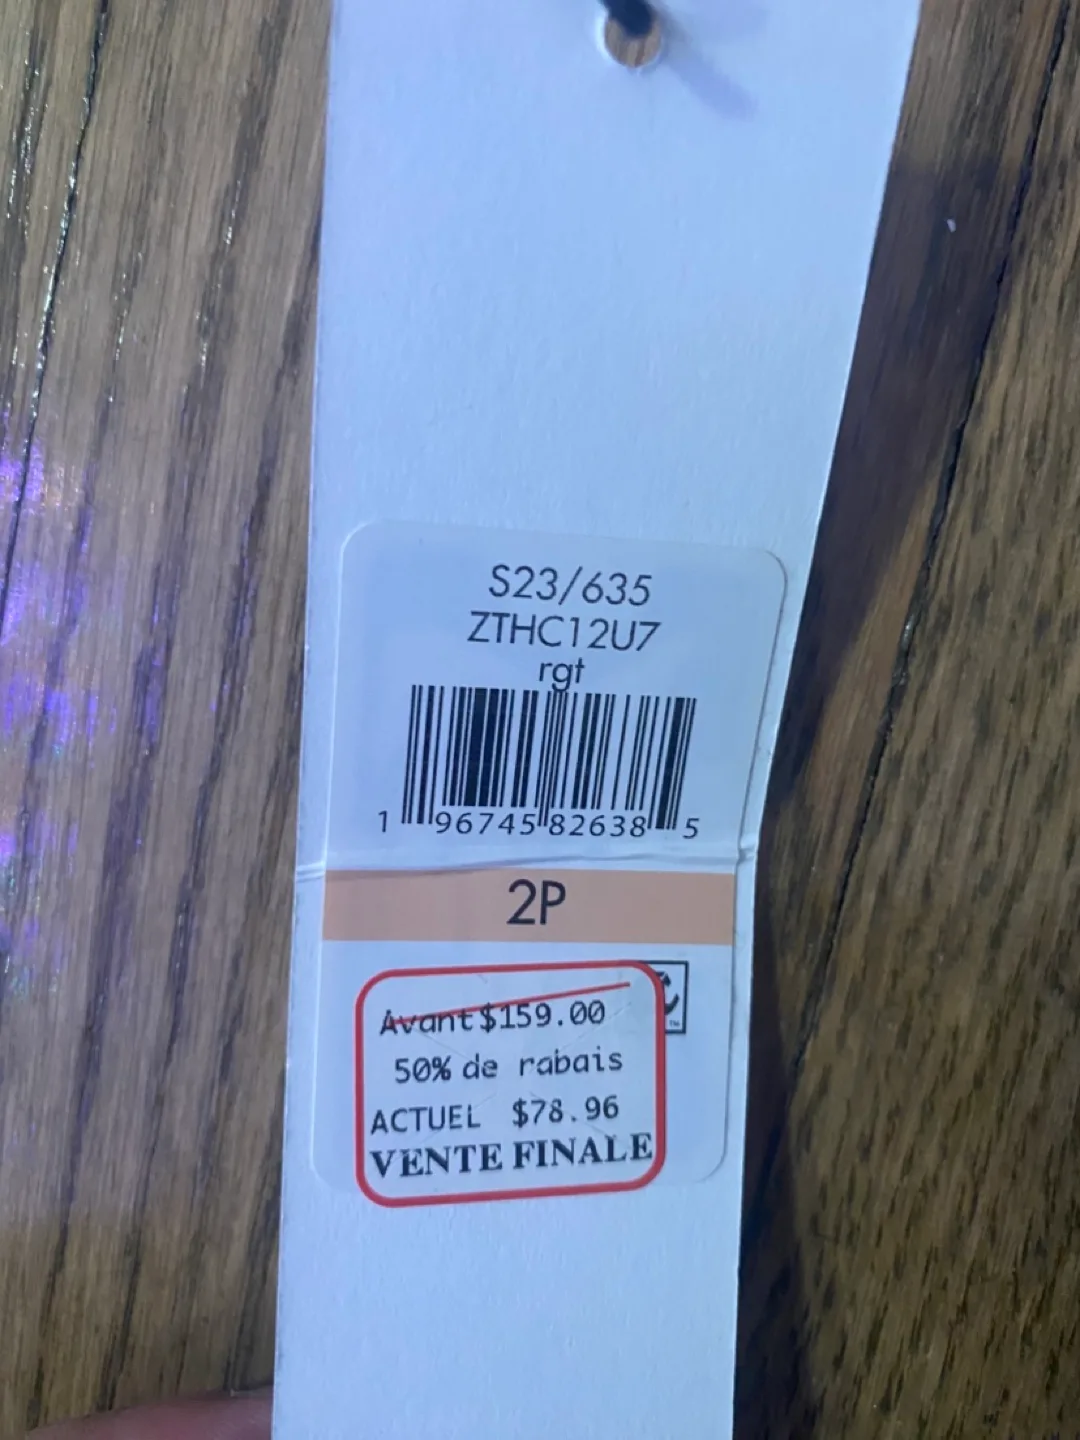 S23/635
ZTHC12U7
rgt
1 96745 82638 5
2P
Avant $159.00
50% de rabais
ACTUEL $78.96
VENTE FINALE
TM